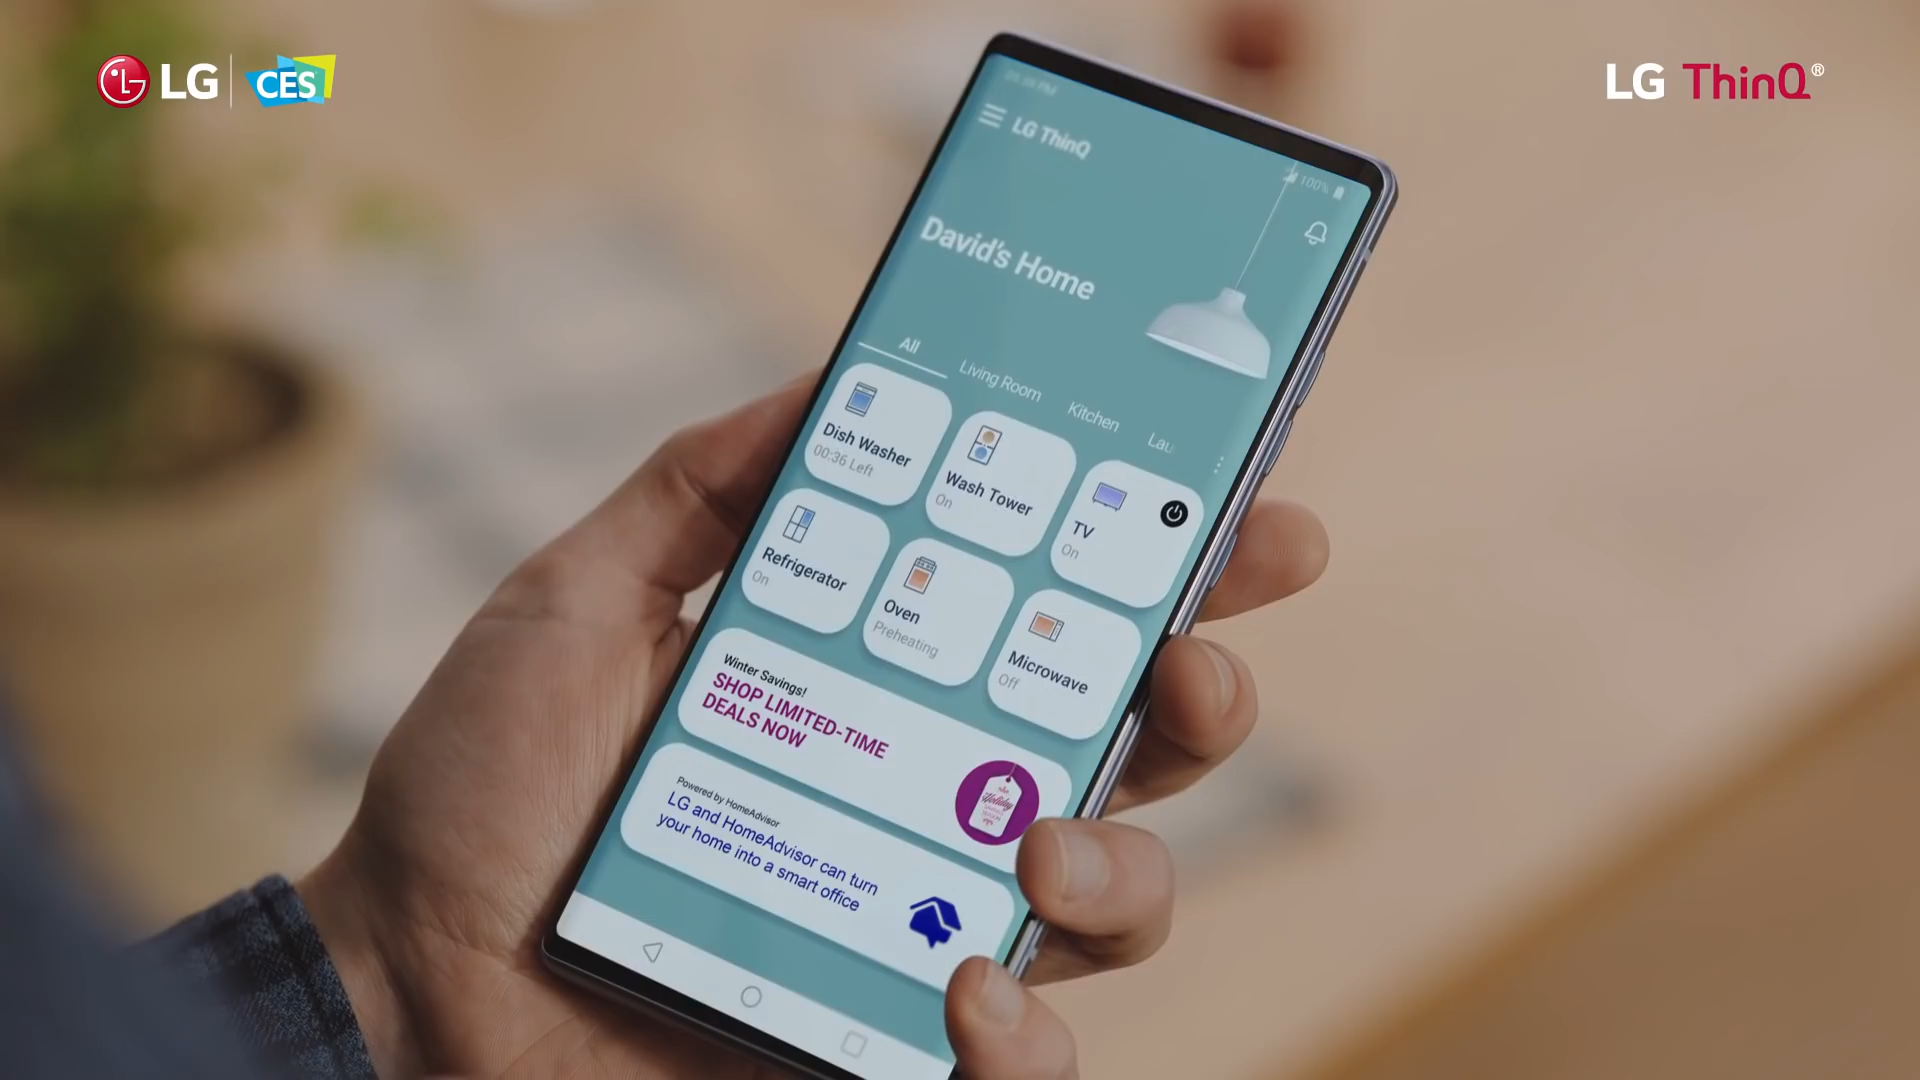 LG
CES
LG ThinQ®
100%
LG ThinQ
David's Home
All
Living Room
Kitchen
Lau
Dish Washer
00:36 Left
Wash Tower
On
TV
On
Refrigerator
On
Oven
Preheating
Microwave
Off
Winter Savings!
SHOP LIMITED-TIME
DEALS NOW
Holiday
Powered by HomeAdvisor
LG and HomeAdvisor can turn
your home into a smart office